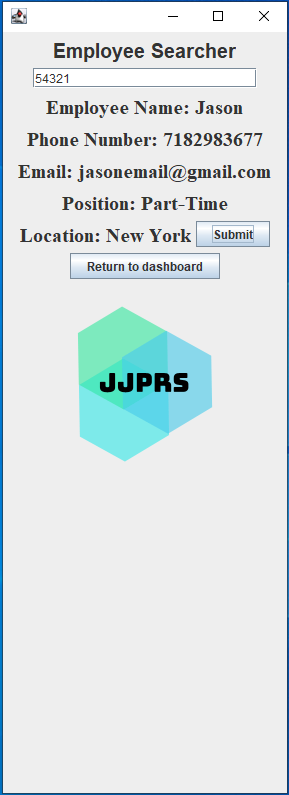 Employee Searcher
54321
Employee Name: Jason
Phone Number: 7182983677
Email: jasonemail@gmail.com
Position: Part-Time
Location: New York Submit
Return to dashboard
JJPRS